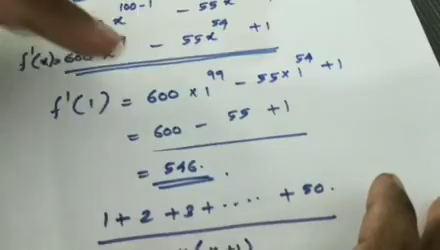 100-1 - 55x
f'(x)= 600 x - 55x^54 + 1
f'(1) = 600 × 1^99 - 55 × 1^54 + 1
= 600 - 55 + 1
= 546.
1 + 2 + 3 + .... + 50.
(n+1)